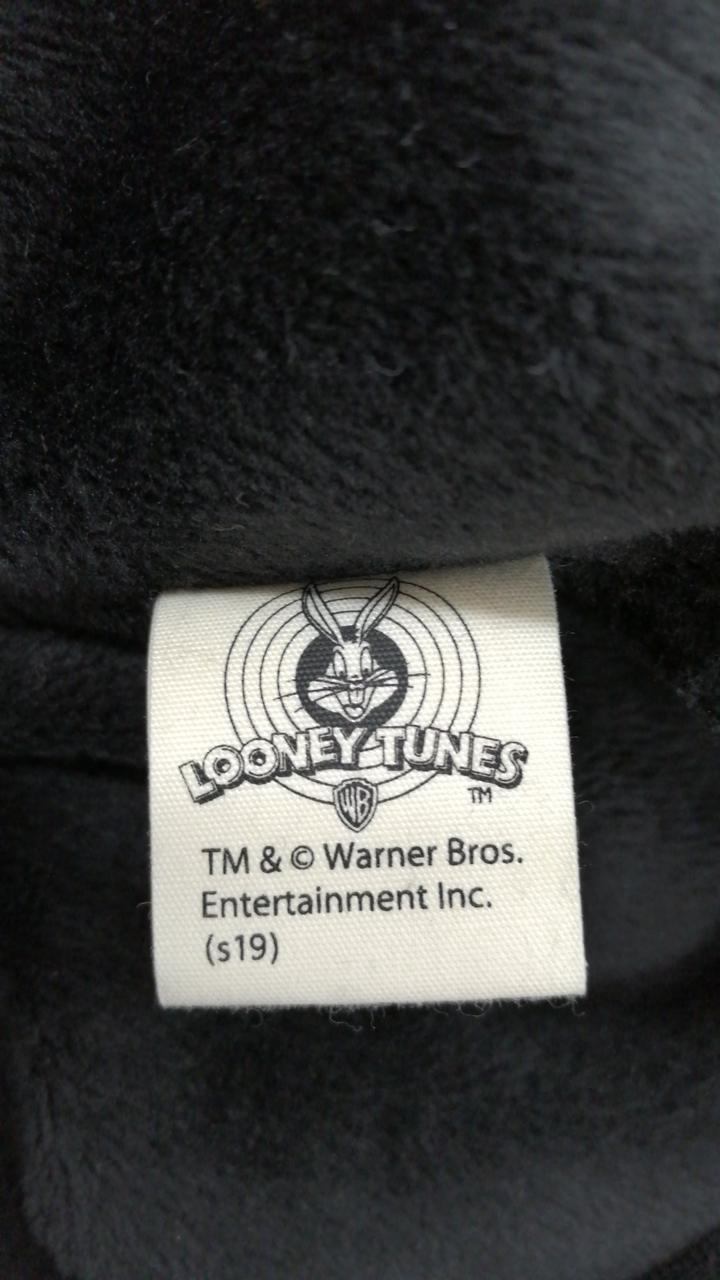 LOONEY TUNES
TM
WB
TM & © Warner Bros.
Entertainment Inc.
(s19)